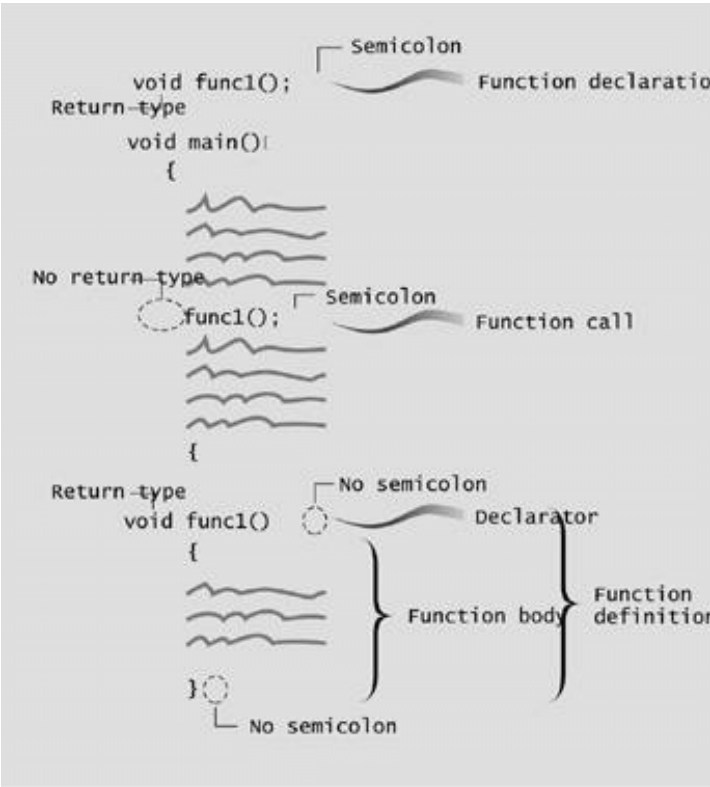 Semicolon
void func1();
Function declaratio
Return type
void main()
{
No return type
Semicolon
func1();
Function call
{
Return type
No semicolon
void func1()
Declarator
{
Function body
Function
definition
}
No semicolon